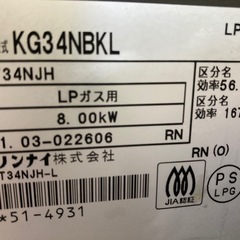 式 KG34NBKL
LP
34NJH
LPガス用
8.00kW
区分名
効率56.
区分名
効率 167
1. 03-022606 RN
RN (O)
リンナイ株式会社
T34NJH-L
*51-4931
JIA認証
PS
LPG